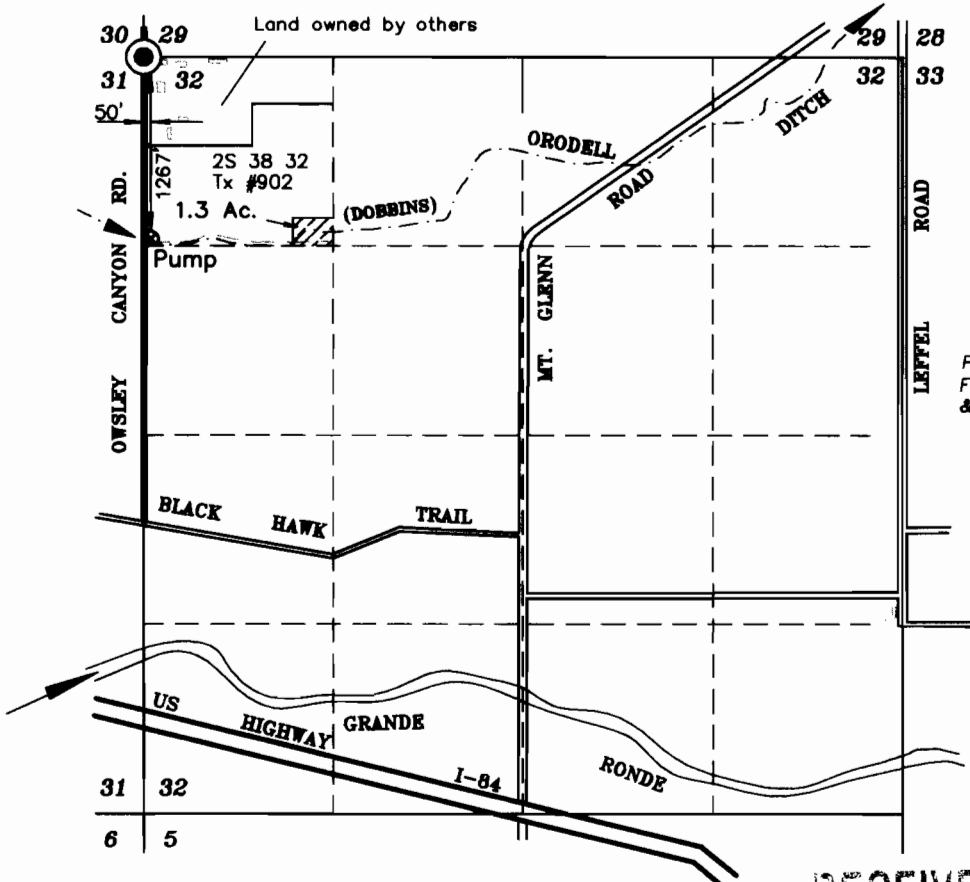 Land owned by others
30 29
31 32
29 28
32 33
50'
1267
2S 38 32
Tx #902
1.3 Ac.
(DOBBINS)
ORODELL
DITCH
ROAD
MT. GLENN
Pump
OWSLEY CANYON RD.
LEFFEL ROAD
F
F
&
BLACK HAWK TRAIL
US HIGHWAY I-84
GRANDE RONDE
31 32
6 5